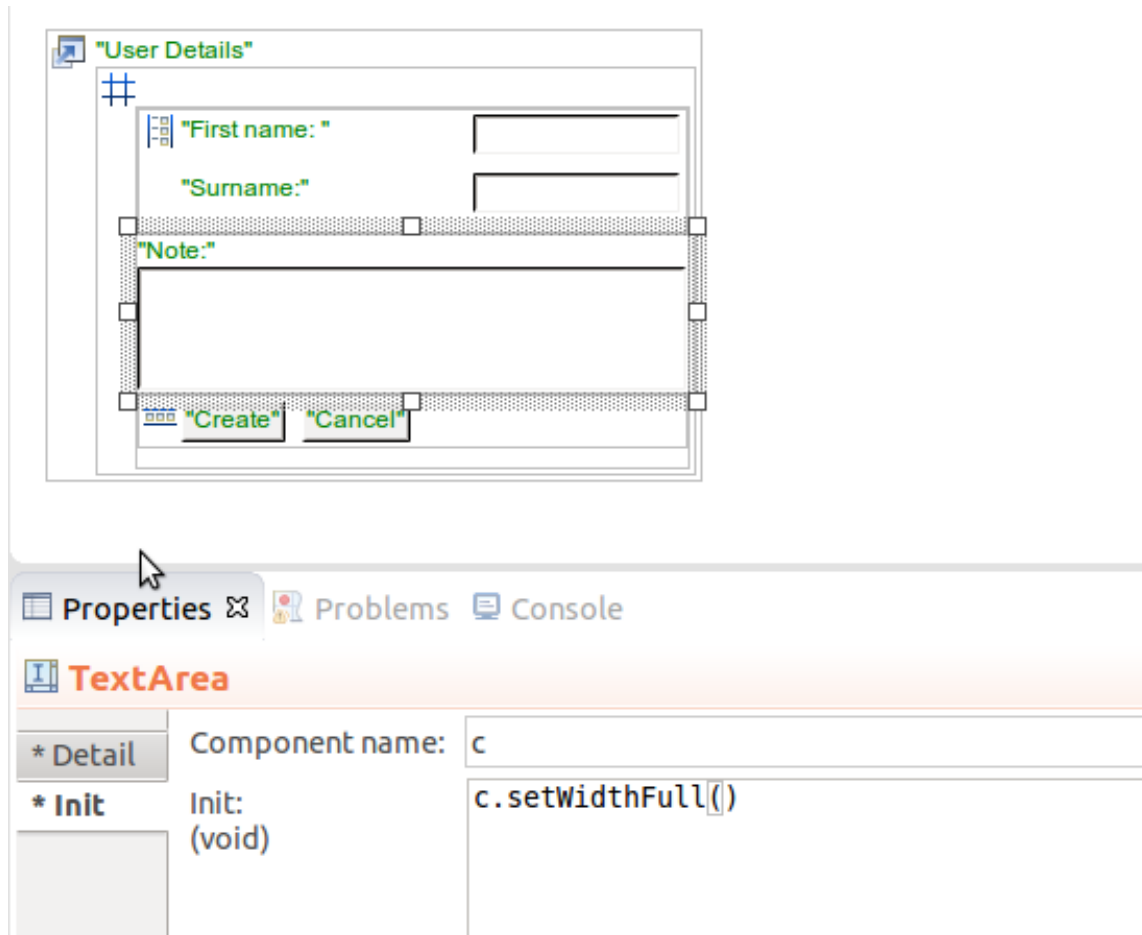 "User Details"
"First name: "
"Surname:"
"Note:"
"Create" "Cancel"
Properties Problems Console
TextArea
* Detail Component name: c
* Init Init: c.setWidthFull()
(void)